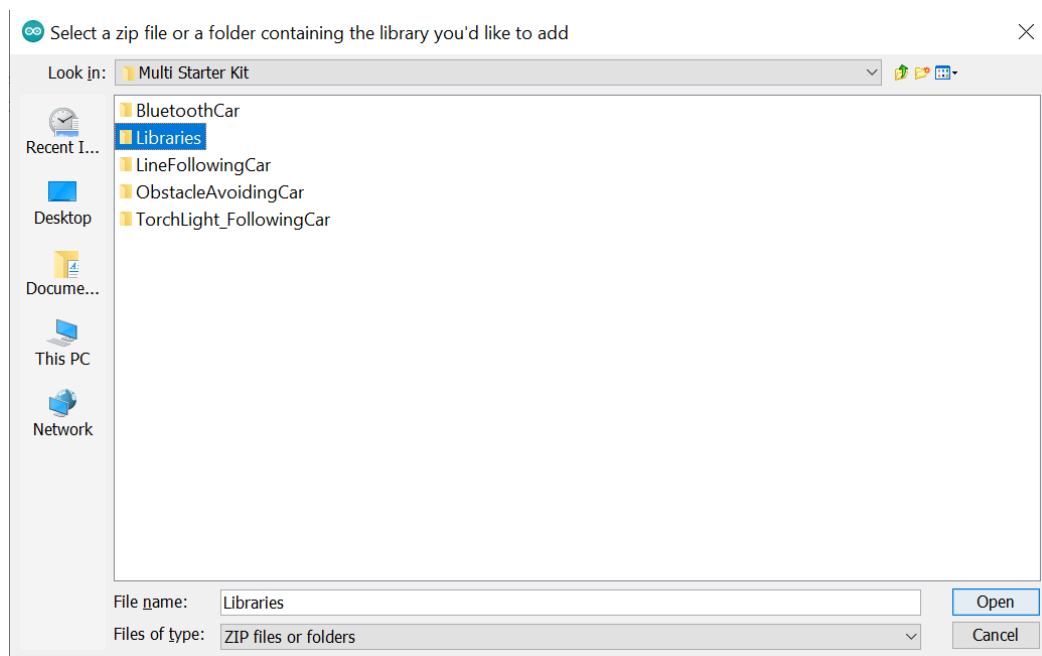 Select a zip file or a folder containing the library you'd like to add
Look in: Multi Starter Kit
BluetoothCar
Libraries
LineFollowingCar
ObstacleAvoidingCar
TorchLight_FollowingCar
Recent I...
Desktop
Docume...
This PC
Network
File name: Libraries Open
Files of type: ZIP files or folders Cancel